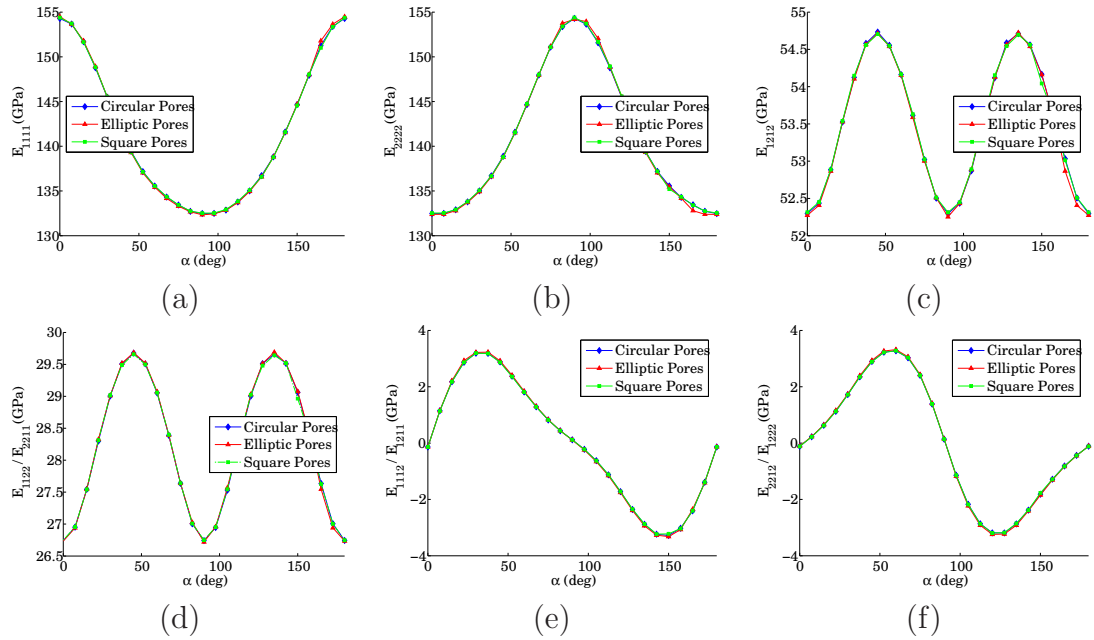 155
150
145
140
135
130
E1111 (GPa)
Circular Pores
Elliptic Pores
Square Pores
0 50 100 150
α (deg)
(a)
155
150
145
140
135
130
E2222 (GPa)
Circular Pores
Elliptic Pores
Square Pores
0 50 100 150
α (deg)
(b)
55
54.5
54
53.5
53
52.5
52
E1212 (GPa)
Circular Pores
Elliptic Pores
Square Pores
0 50 100 150
α (deg)
(c)
30
29.5
29
28.5
28
27.5
27
26.5
E1122 / E2211 (GPa)
Circular Pores
Elliptic Pores
Square Pores
0 50 100 150
α (deg)
(d)
4
2
0
−2
−4
E1112 / E1211 (GPa)
Circular Pores
Elliptic Pores
Square Pores
0 50 100 150
α (deg)
(e)
4
2
0
−2
−4
E2212 / E1222 (GPa)
Circular Pores
Elliptic Pores
Square Pores
0 50 100 150
α (deg)
(f)